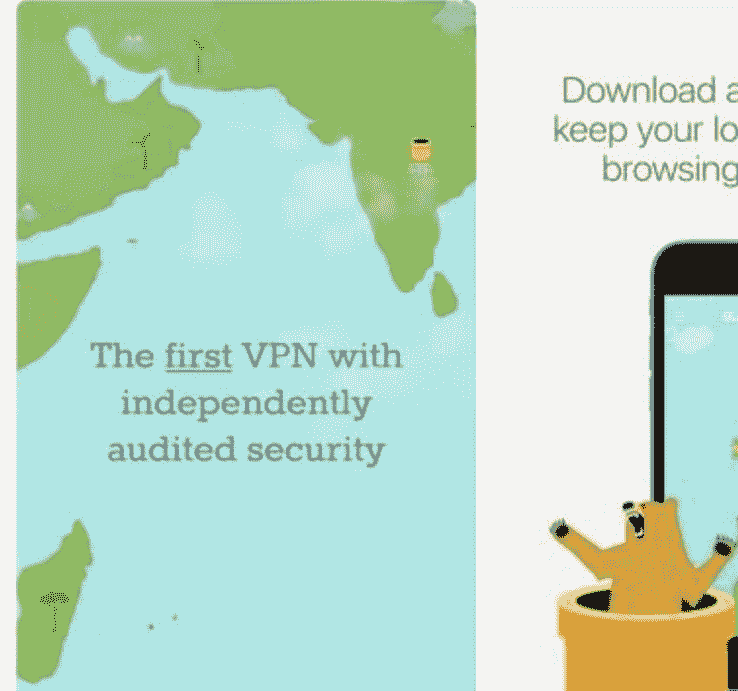 The first VPN with
independently
audited security
Download a
keep your lo
browsing